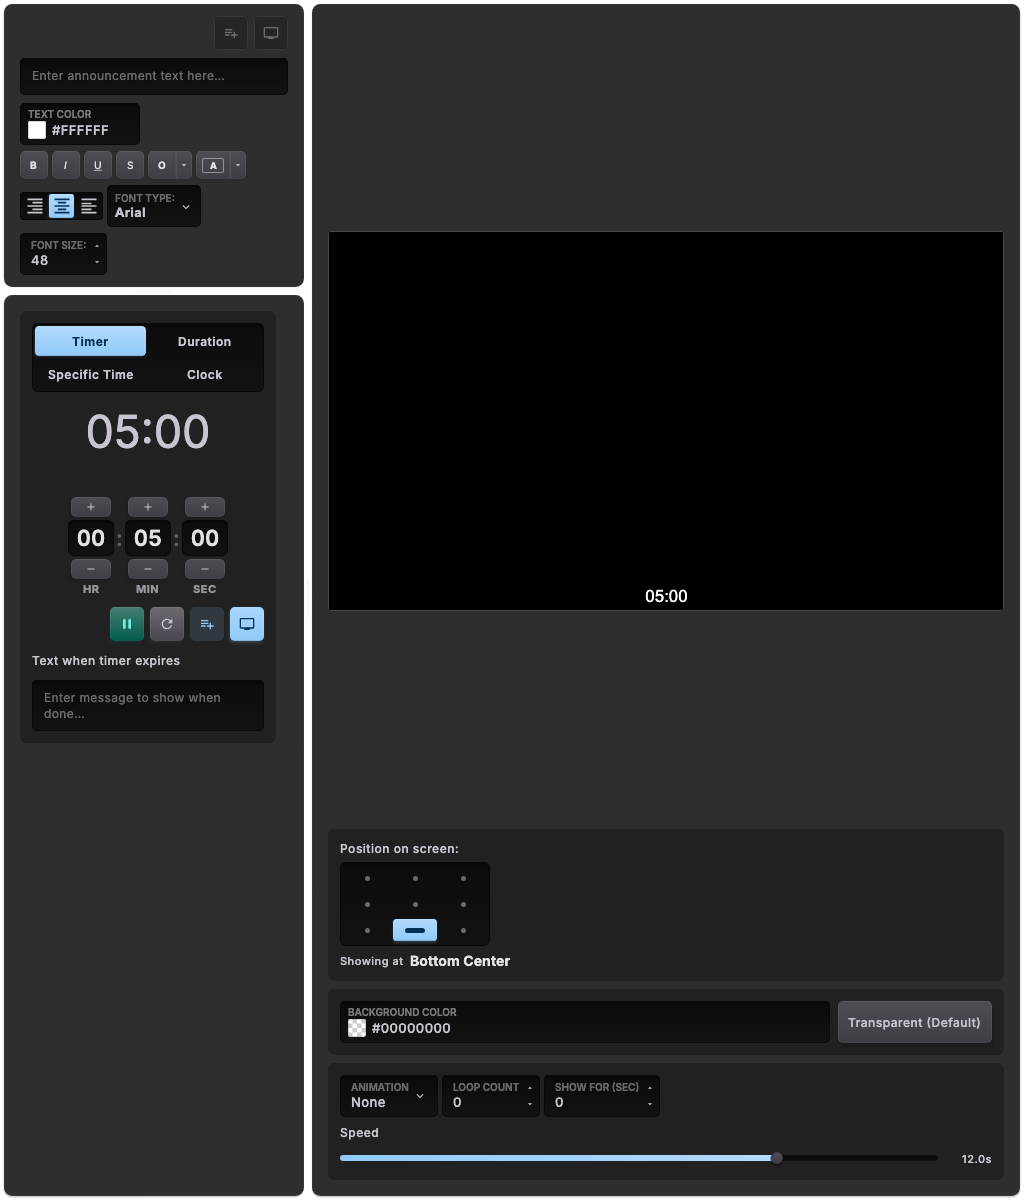 Enter announcement text here...
TEXT COLOR
#FFFFFF
B I U S O A
FONT TYPE:
Arial
FONT SIZE:
48
Timer Duration
Specific Time Clock
05:00
+ + +
00 : 05 : 00
− − −
HR MIN SEC
Text when timer expires
Enter message to show when
done...
05:00
Position on screen:
Showing at Bottom Center
BACKGROUND COLOR
#00000000
Transparent (Default)
ANIMATION
None
LOOP COUNT
0
SHOW FOR (SEC)
0
Speed
12.0s